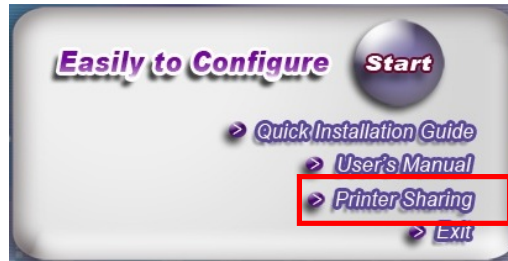 Easily to Configure Start
Quick Installation Guide
User's Manual
Printer Sharing
Exit